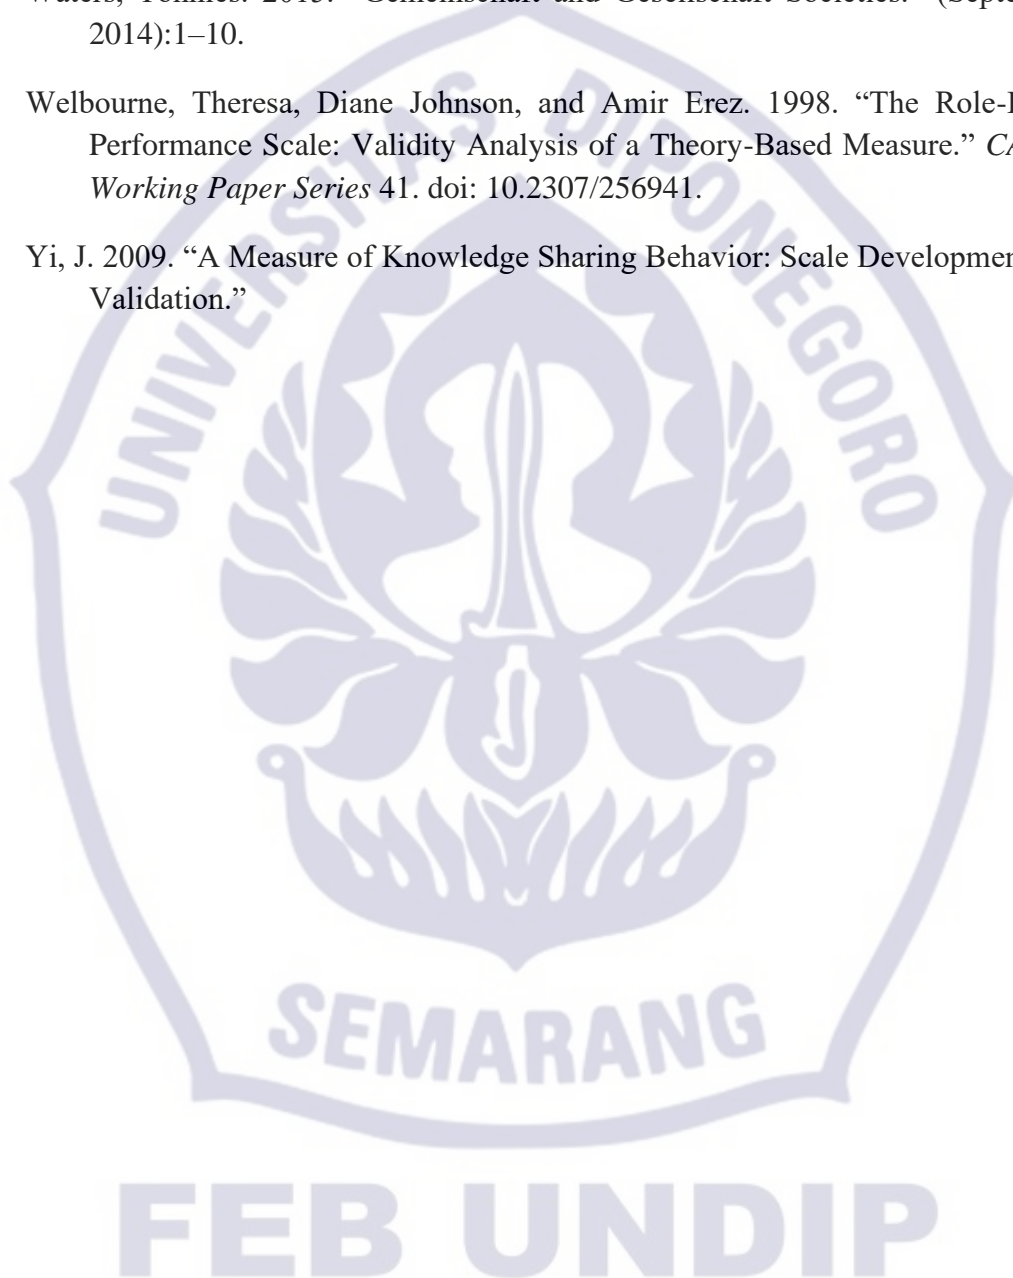 2014):1–10.
Welbourne, Theresa, Diane Johnson, and Amir Erez. 1998. “The Role-
Performance Scale: Validity Analysis of a Theory-Based Measure.”
Working Paper Series 41. doi: 10.2307/256941.
Yi, J. 2009. “A Measure of Knowledge Sharing Behavior: Scale
Validation.”
UNIVERSITAS DIPONEGORO
SEMARANG
FEB UNDIP